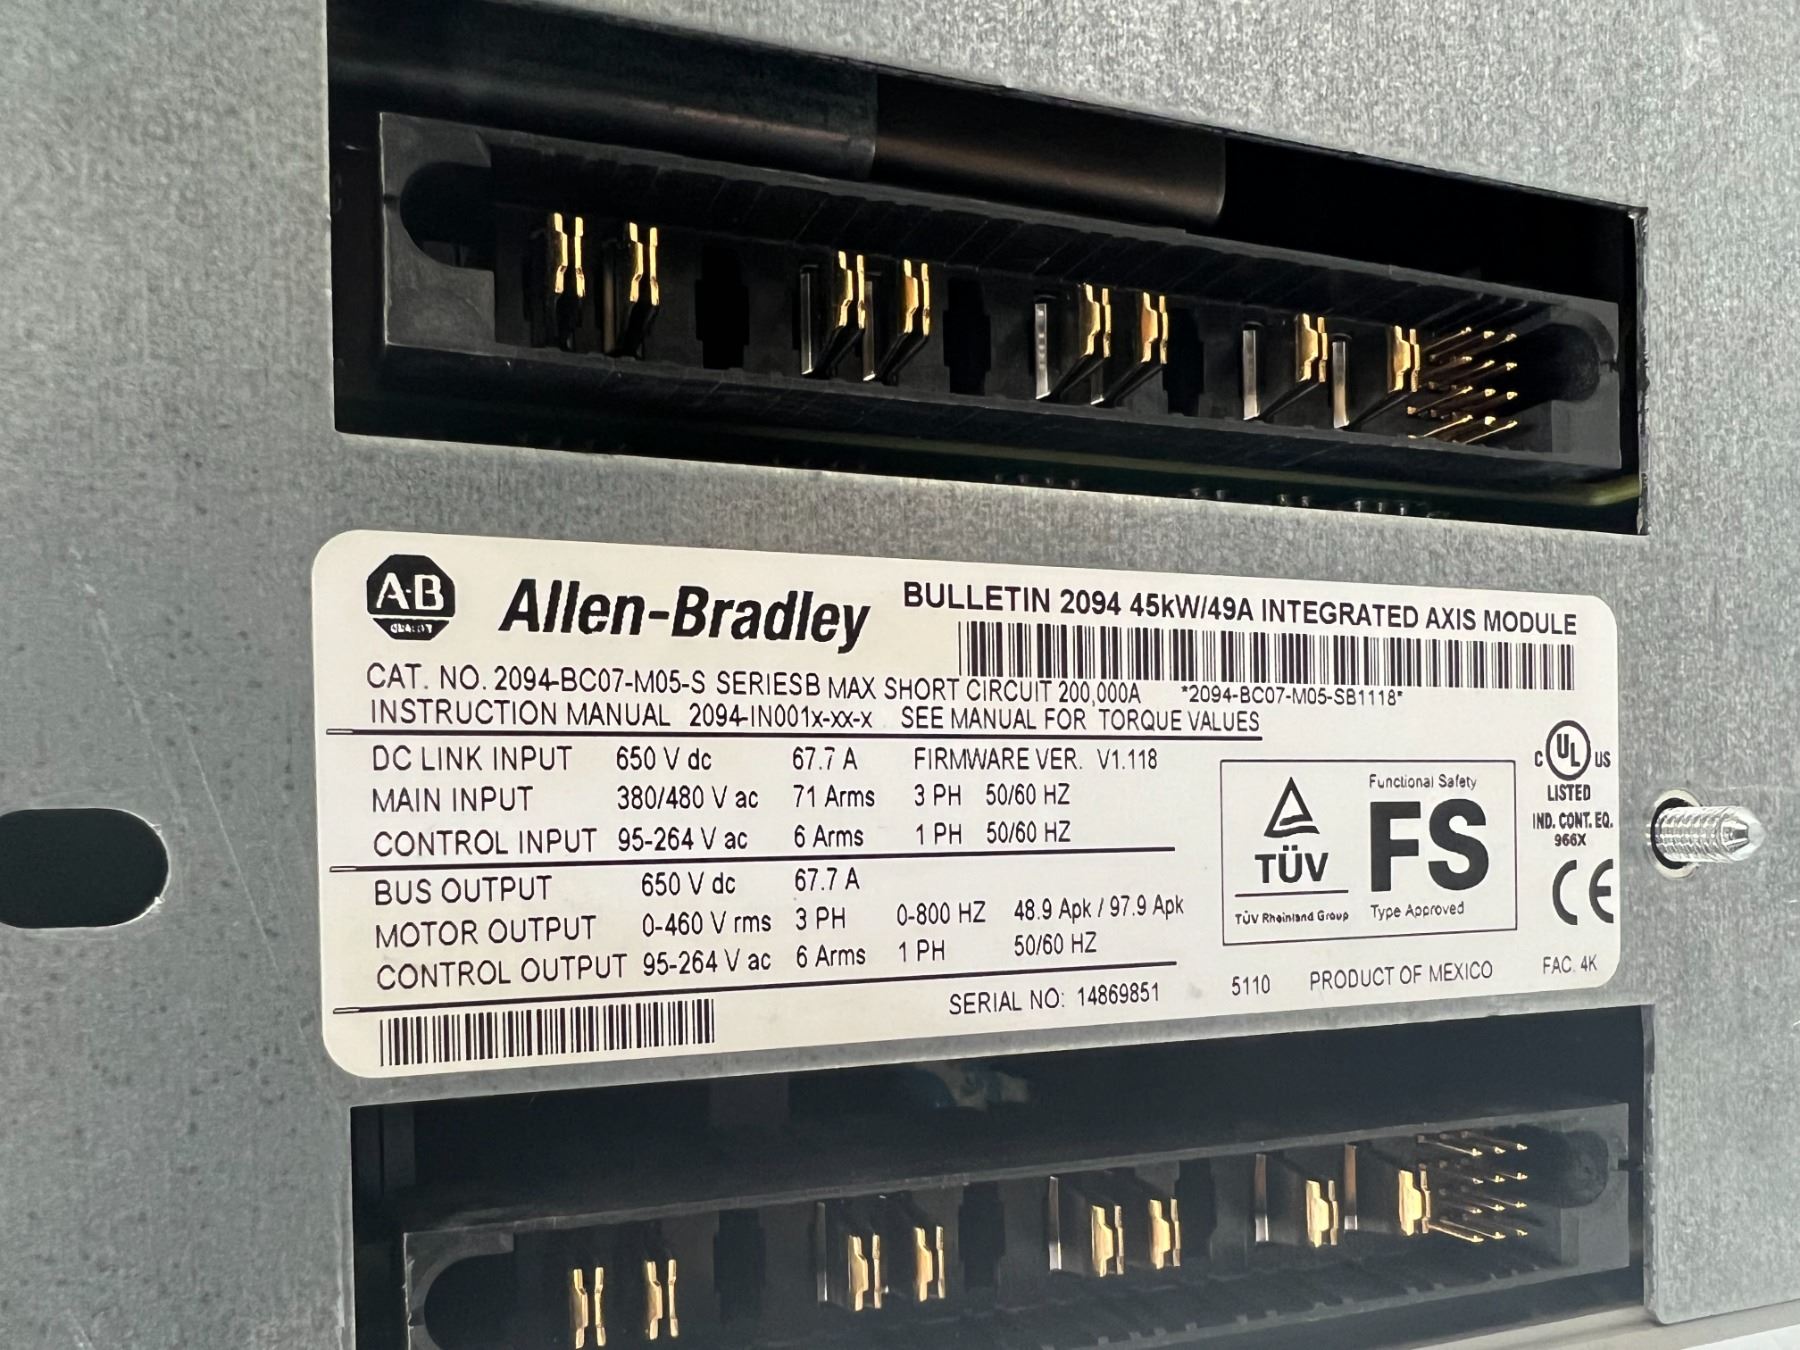 A-B
QUALITY
Allen-Bradley
BULLETIN 2094 45kW/49A INTEGRATED AXIS MODULE
CAT. NO. 2094-BC07-M05-S SERIESB MAX SHORT CIRCUIT 200,000A *2094-BC07-M05-SB1118*
INSTRUCTION MANUAL 2094-IN001x-xx-x SEE MANUAL FOR TORQUE VALUES
DC LINK INPUT 650 V dc 67.7 A FIRMWARE VER. V1.118
MAIN INPUT 380/480 V ac 71 Arms 3 PH 50/60 HZ
CONTROL INPUT 95-264 V ac 6 Arms 1 PH 50/60 HZ
BUS OUTPUT 650 V dc 67.7 A
MOTOR OUTPUT 0-460 V rms 3 PH 0-800 HZ 48.9 Apk / 97.9 Apk
CONTROL OUTPUT 95-264 V ac 6 Arms 1 PH 50/60 HZ
SERIAL NO: 14869851
5110 PRODUCT OF MEXICO FAC. 4K
TÜV
TÜV Rheinland Group
Functional Safety
FS
Type Approved
C UL US
LISTED
IND. CONT. EQ.
966X
CE